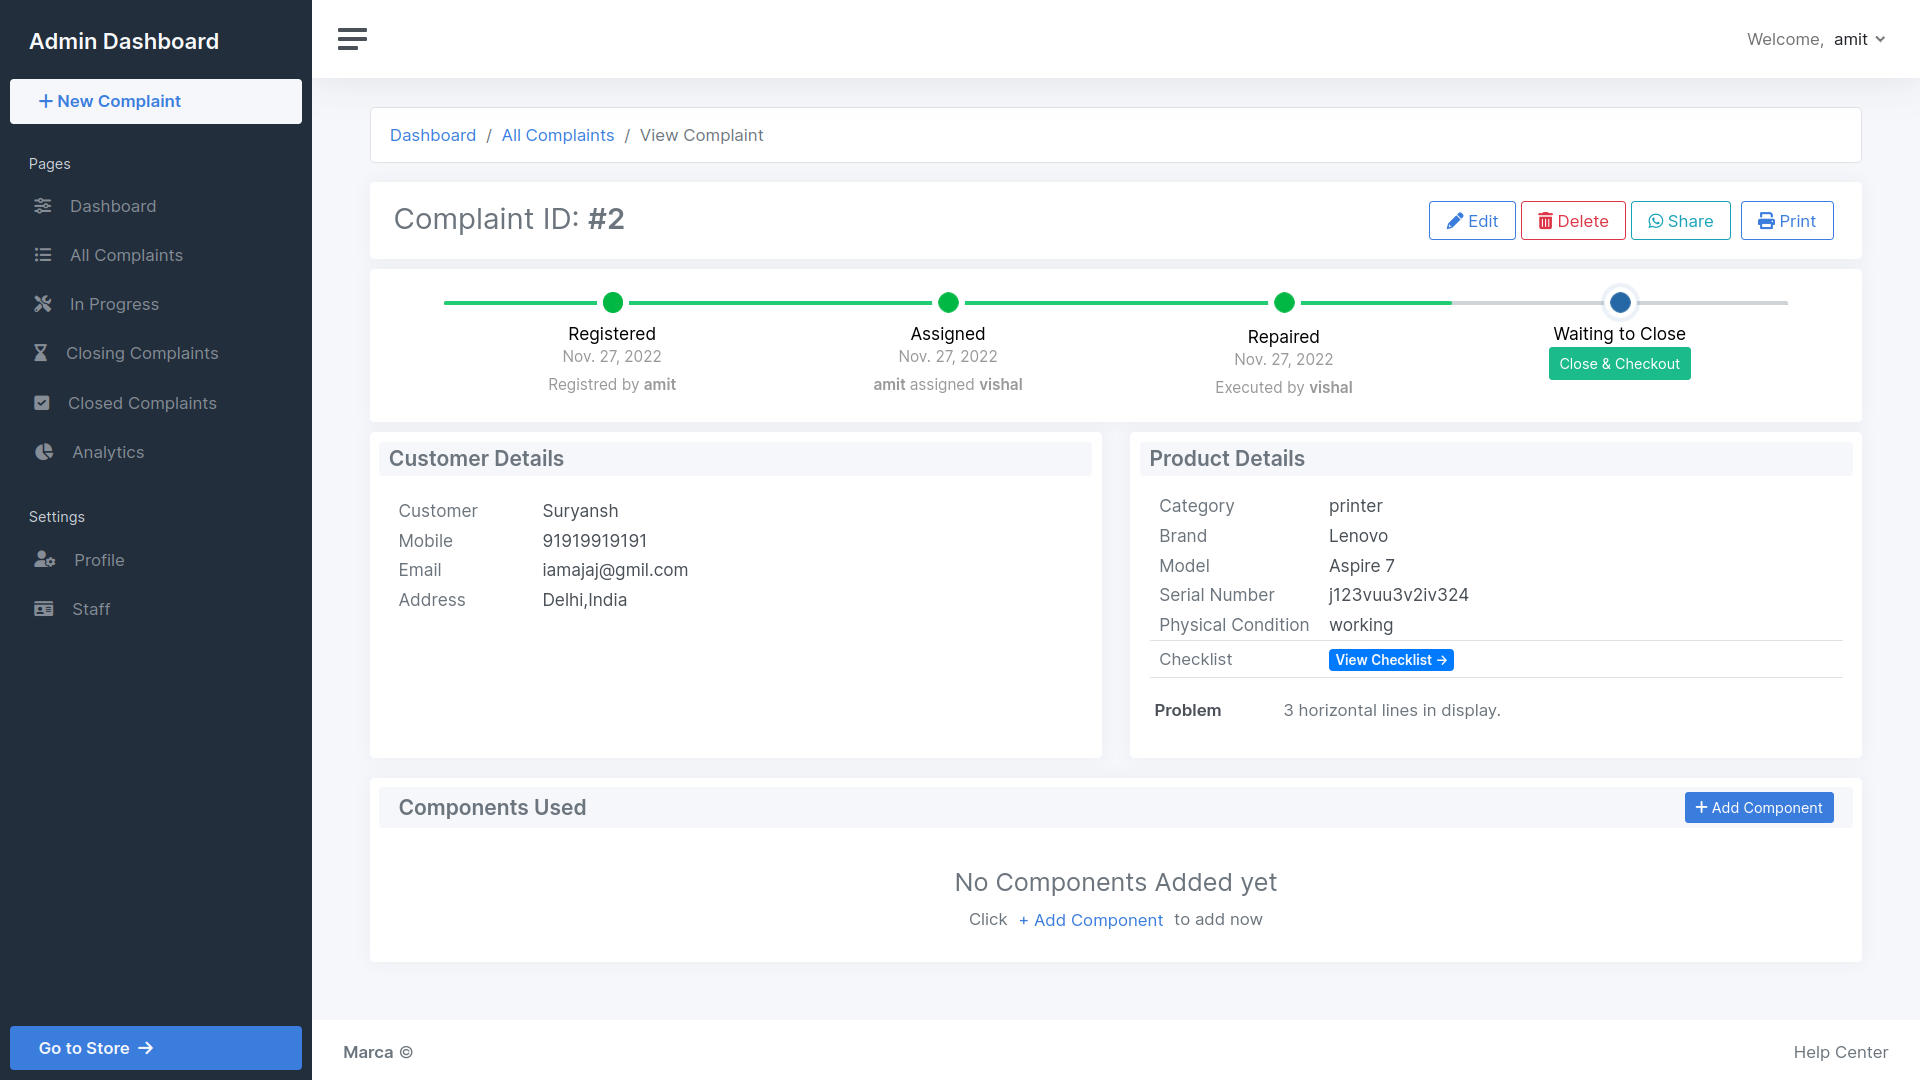 Admin Dashboard
New Complaint
Pages
Dashboard
All Complaints
In Progress
Closing Complaints
Closed Complaints
Analytics
Settings
Profile
Staff
Go to Store →
Welcome, amit
Dashboard / All Complaints / View Complaint
Complaint ID: #2
Edit
Delete
Share
Print
Registered
Nov. 27, 2022
Registred by amit
Assigned
Nov. 27, 2022
amit assigned vishal
Repaired
Nov. 27, 2022
Executed by vishal
Waiting to Close
Close & Checkout
Customer Details
Customer Suryansh
Mobile 91919919191
Email iamajaj@gmil.com
Address Delhi,India
Product Details
Category printer
Brand Lenovo
Model Aspire 7
Serial Number j123vuu3v2iv324
Physical Condition working
Checklist View Checklist →
Problem 3 horizontal lines in display.
Components Used
+ Add Component
No Components Added yet
Click + Add Component to add now
Marca ©
Help Center